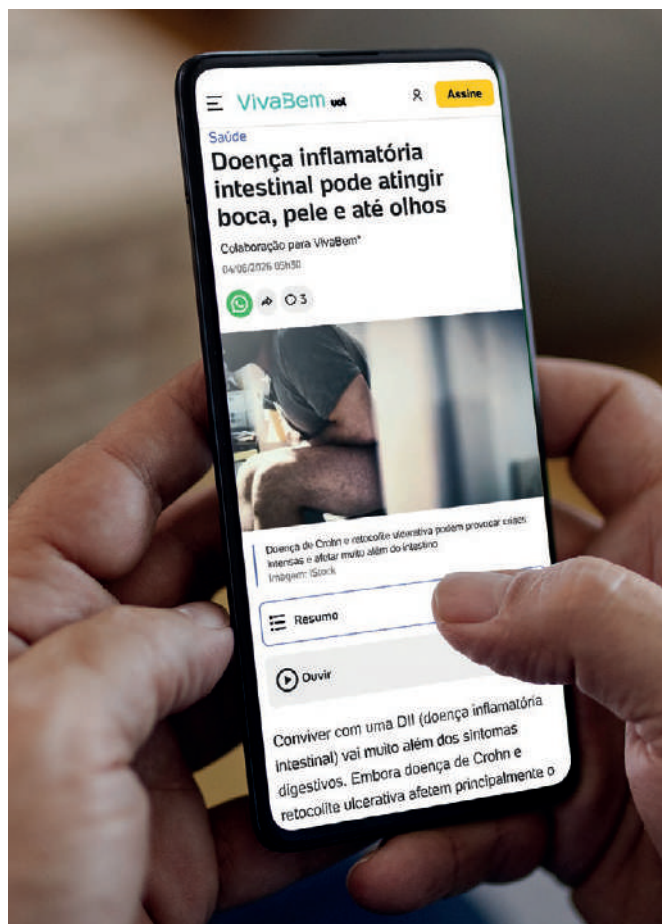 VivaBem uol
Assine
Saúde
Doença inflamatória
intestinal pode atingir
boca, pele e até olhos
Colaboração para VivaBem*
04/06/2026 05h30
3
Doença de Crohn e retocolite ulcerativa podem provocar crises
intensas e afetar muito além do intestino
Imagem: iStock
Resumo
Ouvir
Conviver com uma DII (doença inflamatória
intestinal) vai muito além dos sintomas
digestivos. Embora doença de Crohn e
retocolite ulcerativa afetem principalmente o